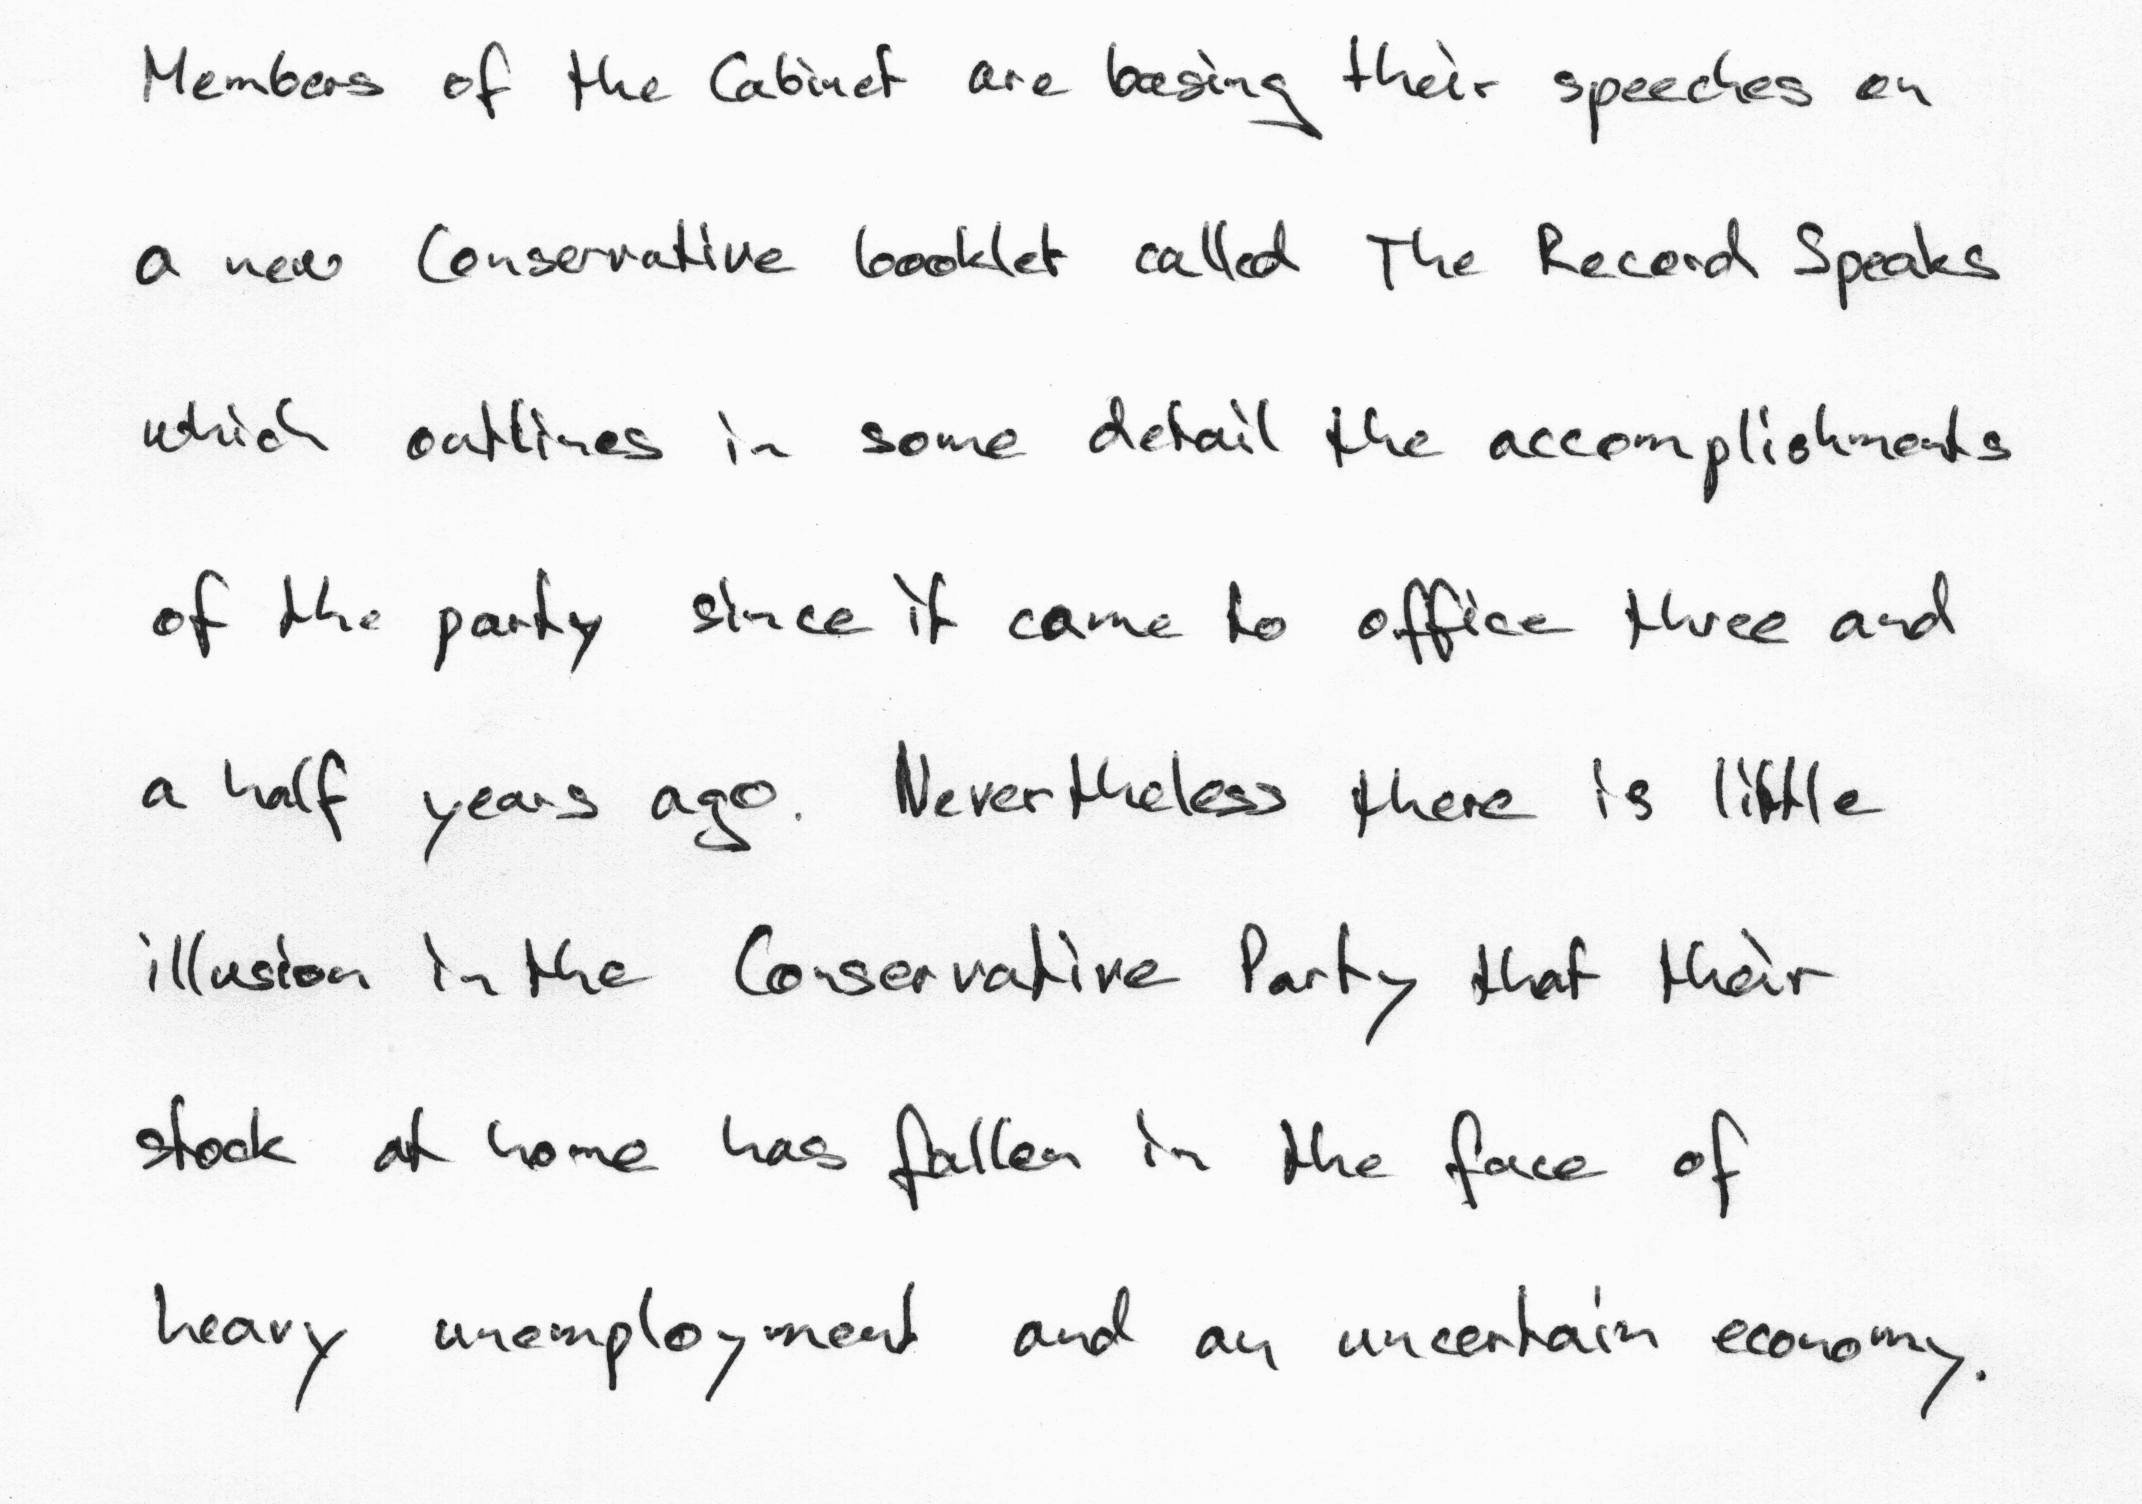 Members of the Cabinet are basing their speeches on
a new Conservative booklet called The Record Speaks
which outlines in some detail the accomplishments
of the party since it came to office three and
a half years ago. Nevertheless there is little
illusion in the Conservative Party that their
stock at home has fallen in the face of
heavy unemployment and an uncertain economy.